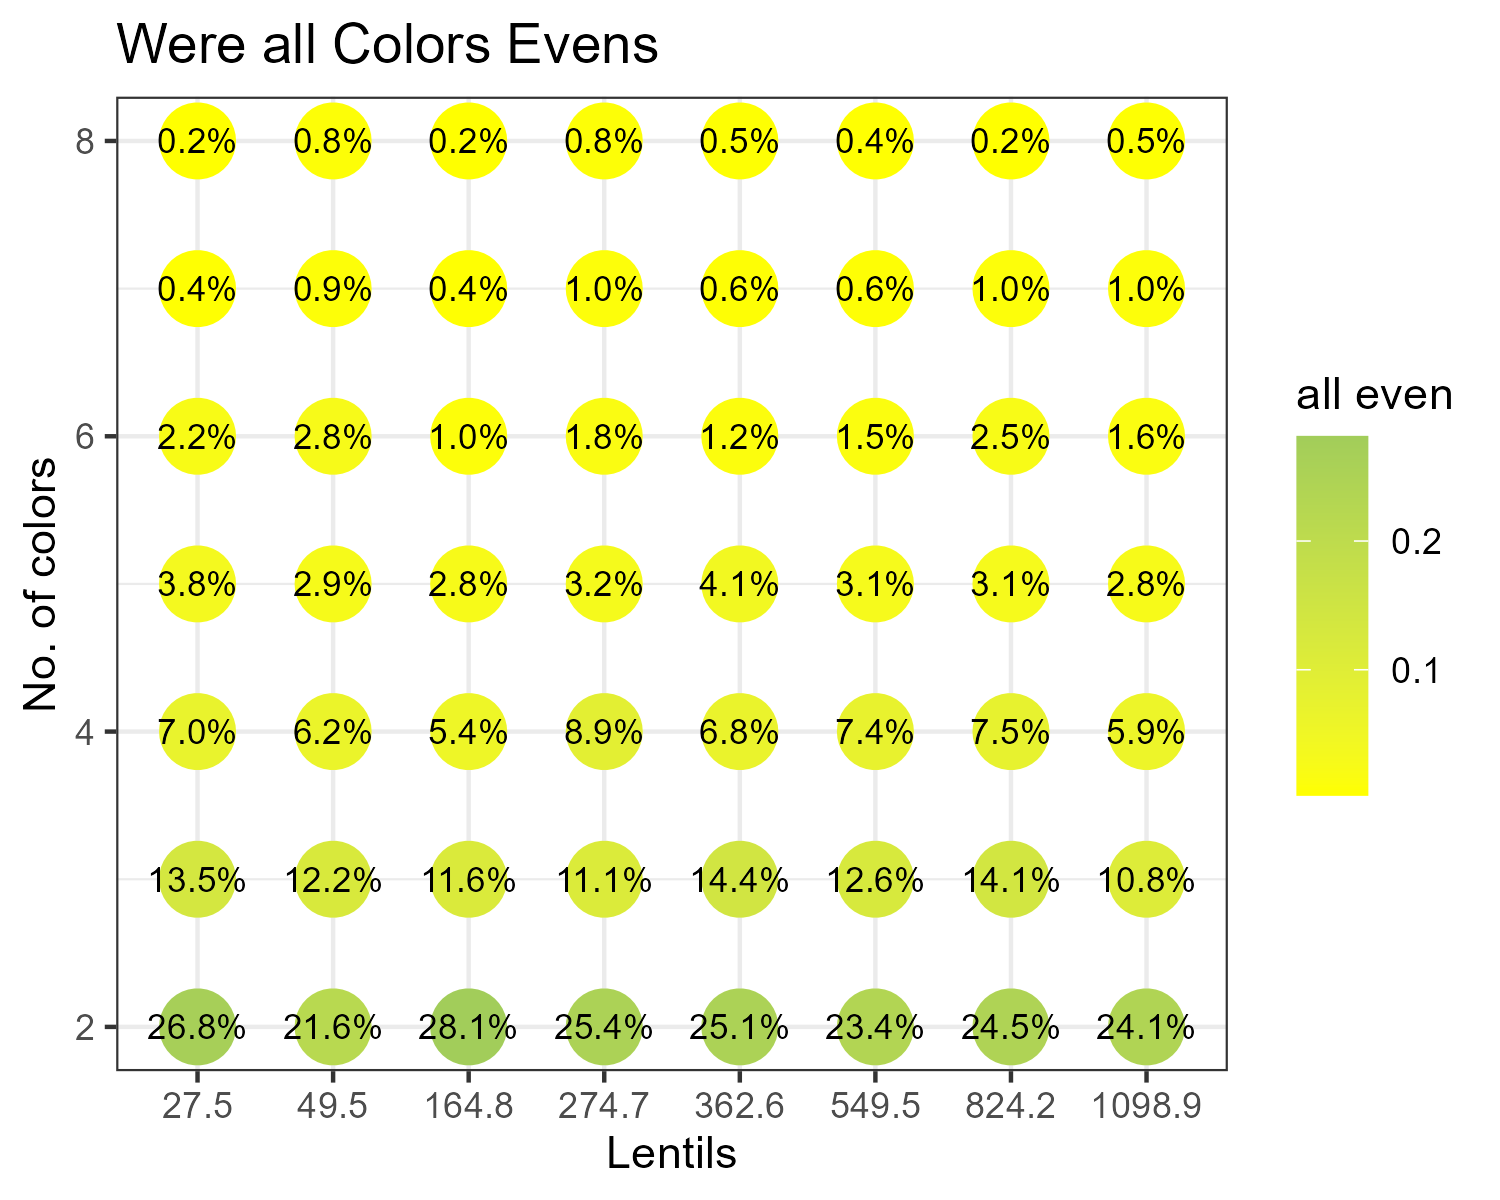 Were all Colors Evens
8
0.2% 0.8% 0.2% 0.8% 0.5% 0.4% 0.2% 0.5%
0.4% 0.9% 0.4% 1.0% 0.6% 0.6% 1.0% 1.0%
6
2.2% 2.8% 1.0% 1.8% 1.2% 1.5% 2.5% 1.6%
3.8% 2.9% 2.8% 3.2% 4.1% 3.1% 3.1% 2.8%
4
7.0% 6.2% 5.4% 8.9% 6.8% 7.4% 7.5% 5.9%
13.5% 12.2% 11.6% 11.1% 14.4% 12.6% 14.1% 10.8%
2
26.8% 21.6% 28.1% 25.4% 25.1% 23.4% 24.5% 24.1%
27.5 49.5 164.8 274.7 362.6 549.5 824.2 1098.9
Lentils
No. of colors
all even
0.2
0.1